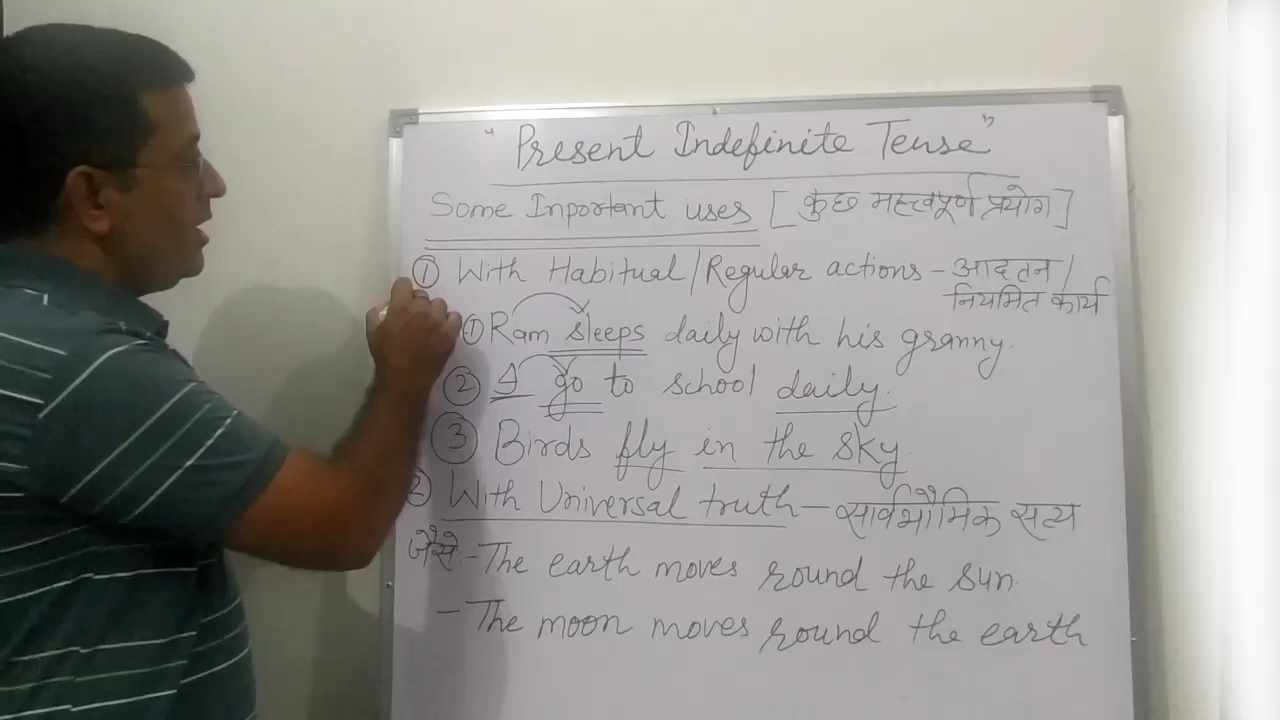 "Present Indefinite Tense"
Some Inportant uses [कुछ महत्त्वपूर्ण प्रयोग]
① With Habitual/Regular actions - आदतन/
नियमित कार्य
① Ram sleeps daily with his granny.
② I go to school daily.
③ Birds fly in the sky.
② With Universal truth - सार्वभौमिक सत्य
जैसे:- The earth moves round the sun.
- The moon moves round the earth